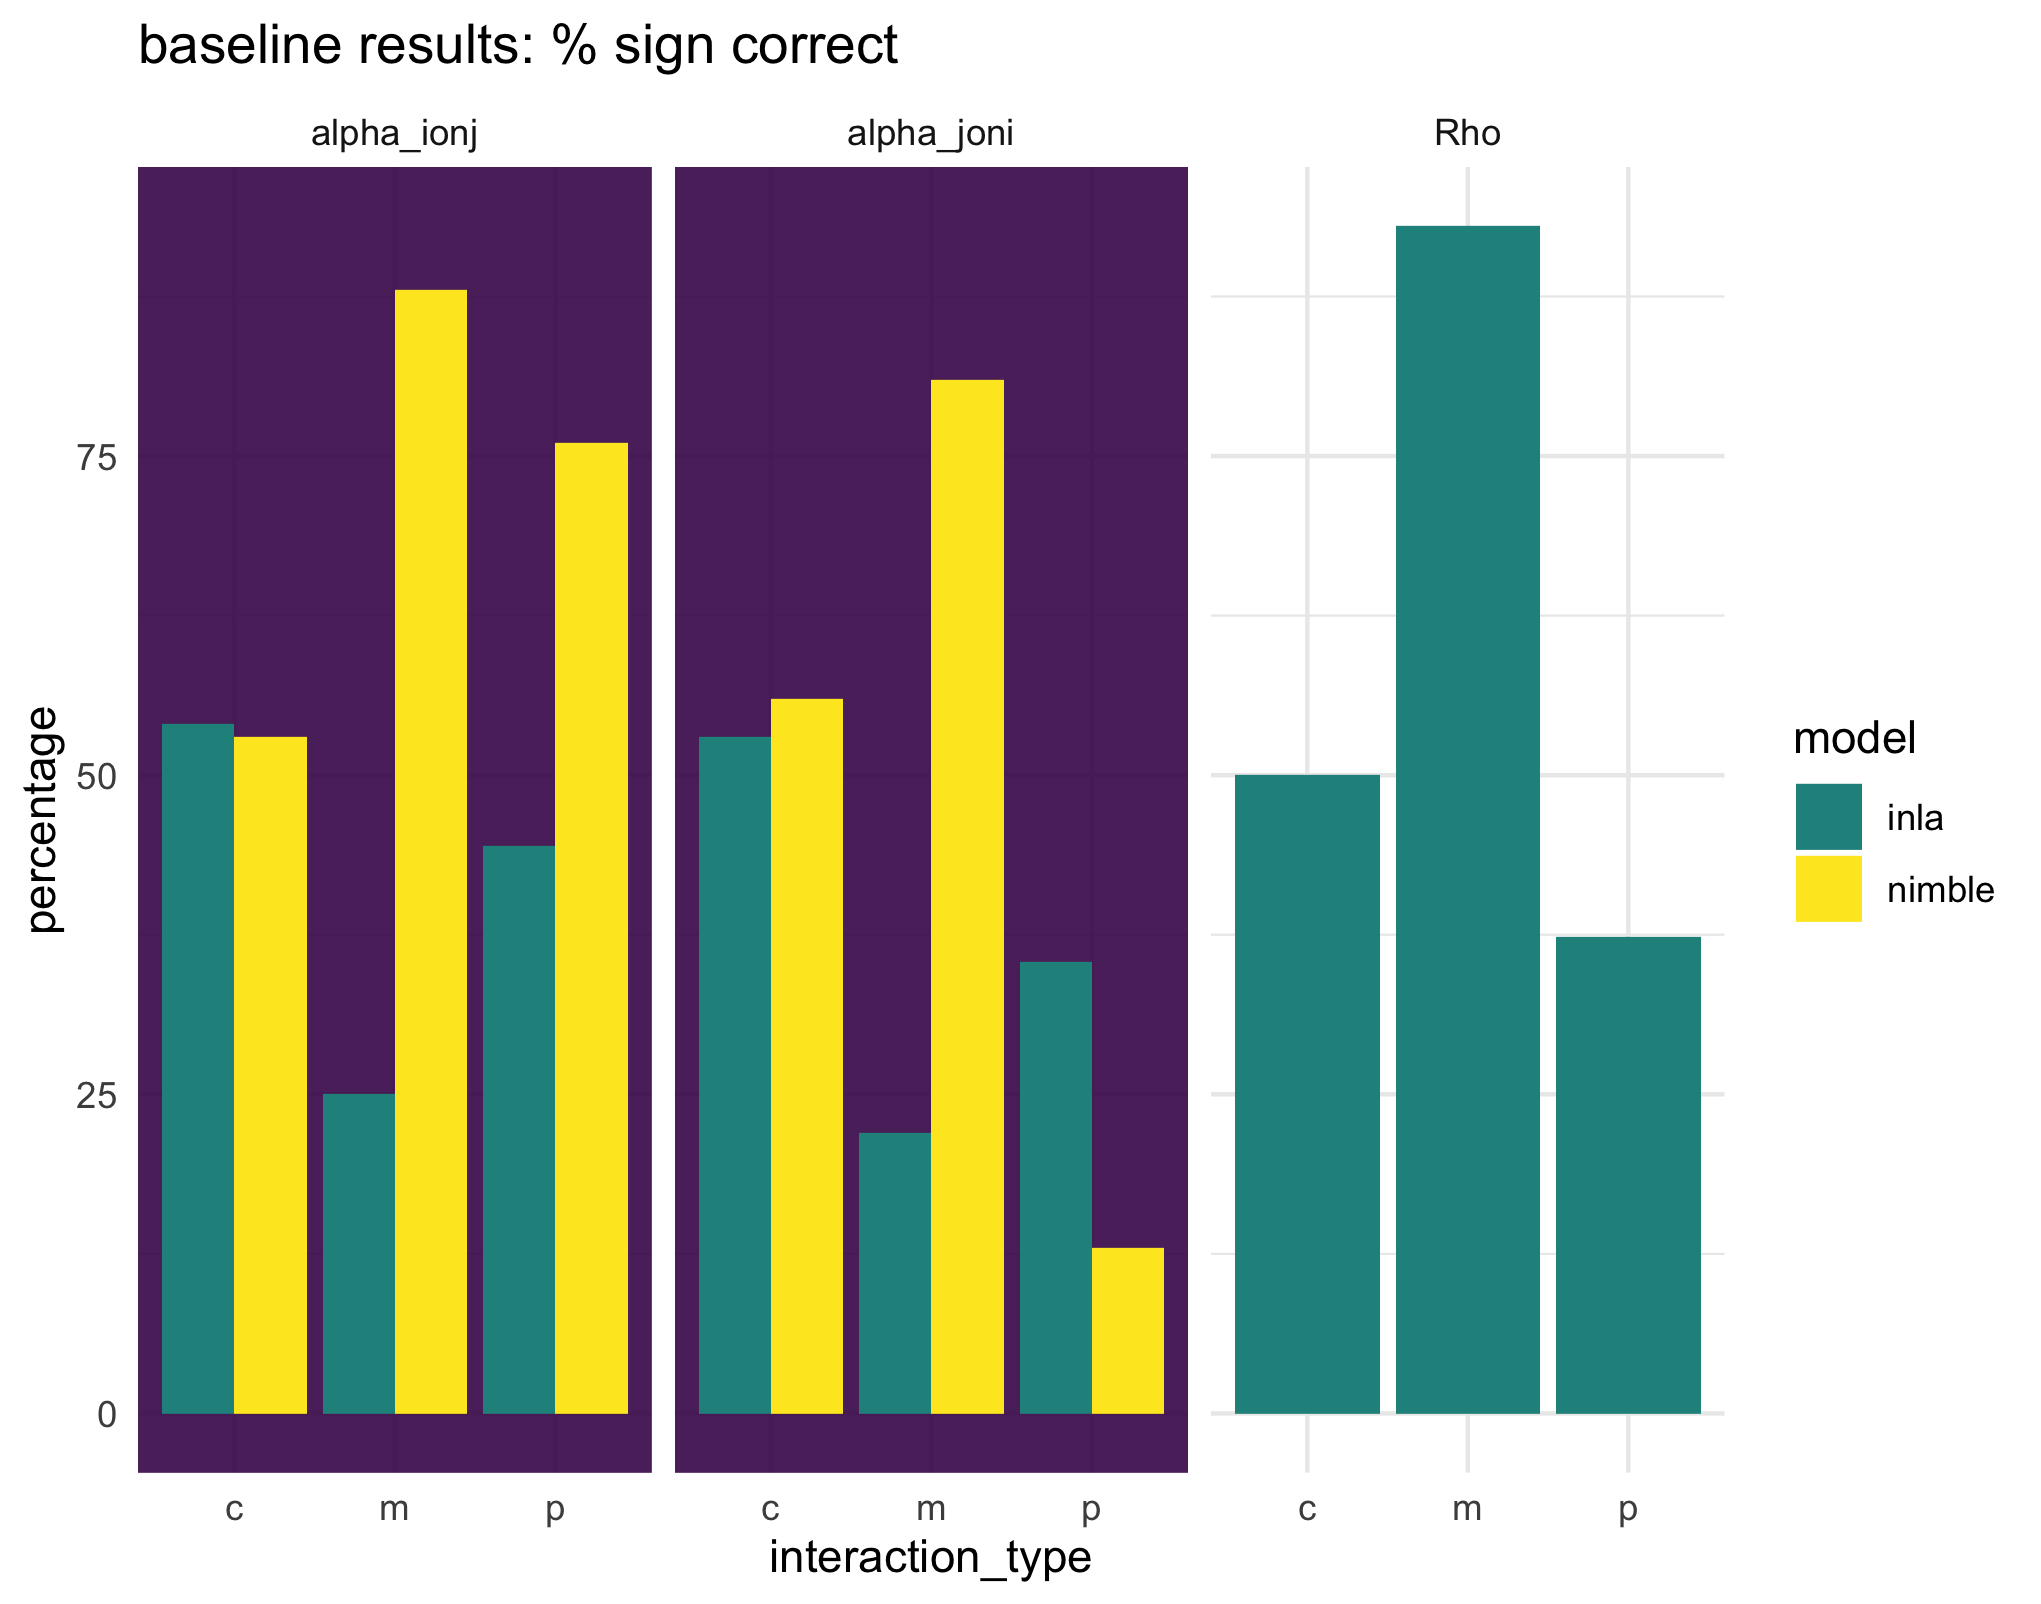 baseline results: % sign correct
alpha_ionj
alpha_joni
Rho
75
50
25
0
percentage
c m p
c m p
c m p
interaction_type
model
inla
nimble